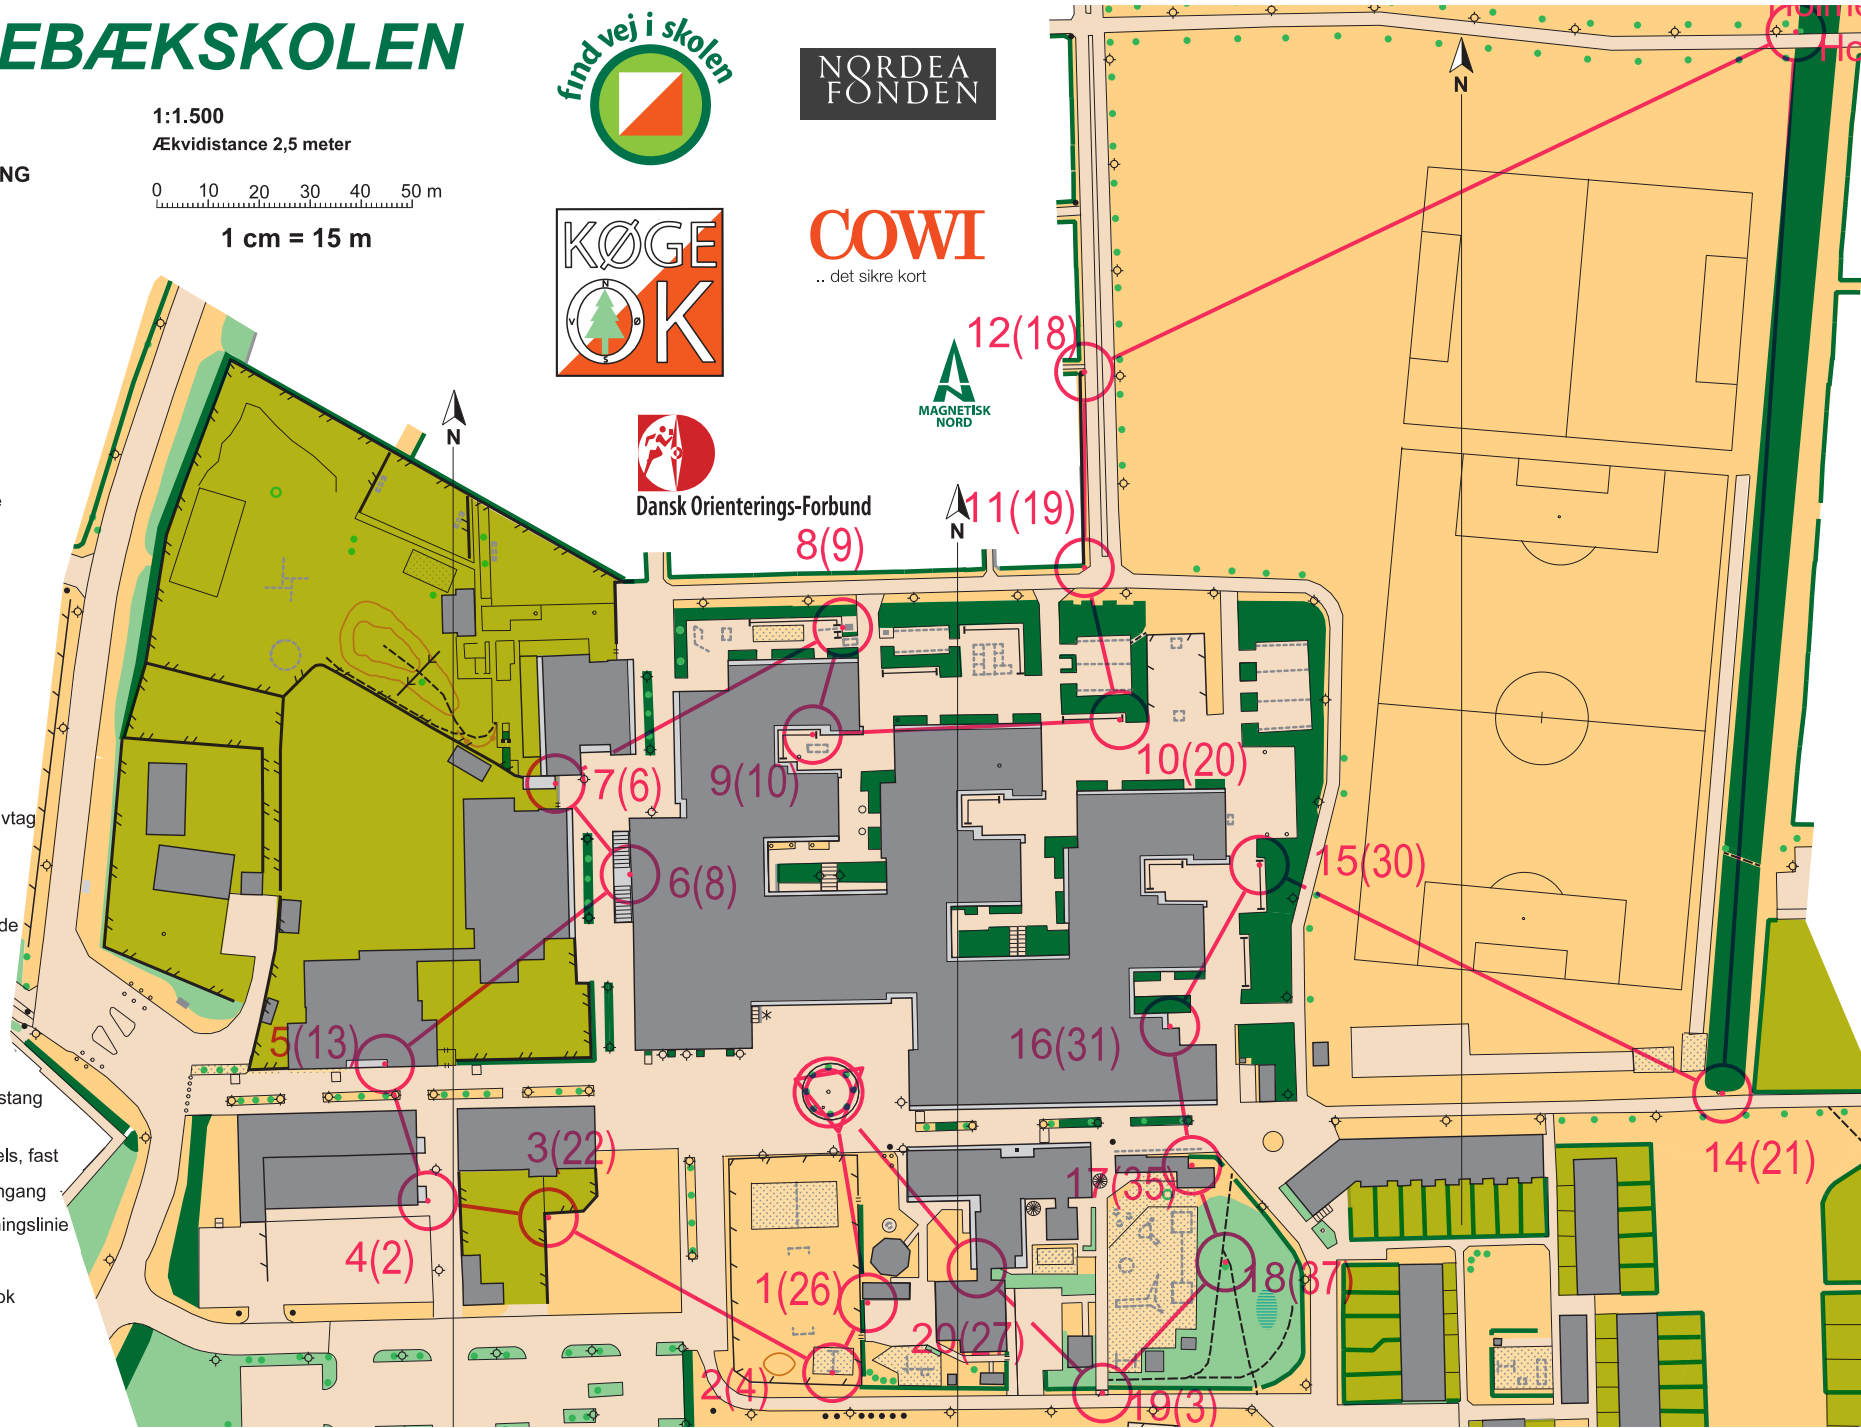 EBÆKSKOLEN
1:1.500
Ækvidistance 2,5 meter
NG
0 10 20 30 40 50 m
1 cm = 15 m
find vej i skolen
NORDEA
FONDEN
KØGE
OK
N
V
Ø
S
COWI
.. det sikre kort
MAGNETISK
NORD
Dansk Orienterings-Forbund
N
N
N
12(18)
11(19)
8(9)
7(6)
9(10)
10(20)
6(8)
15(30)
5(13)
16(31)
3(22)
17(35)
14(21)
4(2)
1(26)
18(37)
20(27)
2(4)
19(3)
e
vtag
de
stang
els, fast
ngang
ningslinie
ok